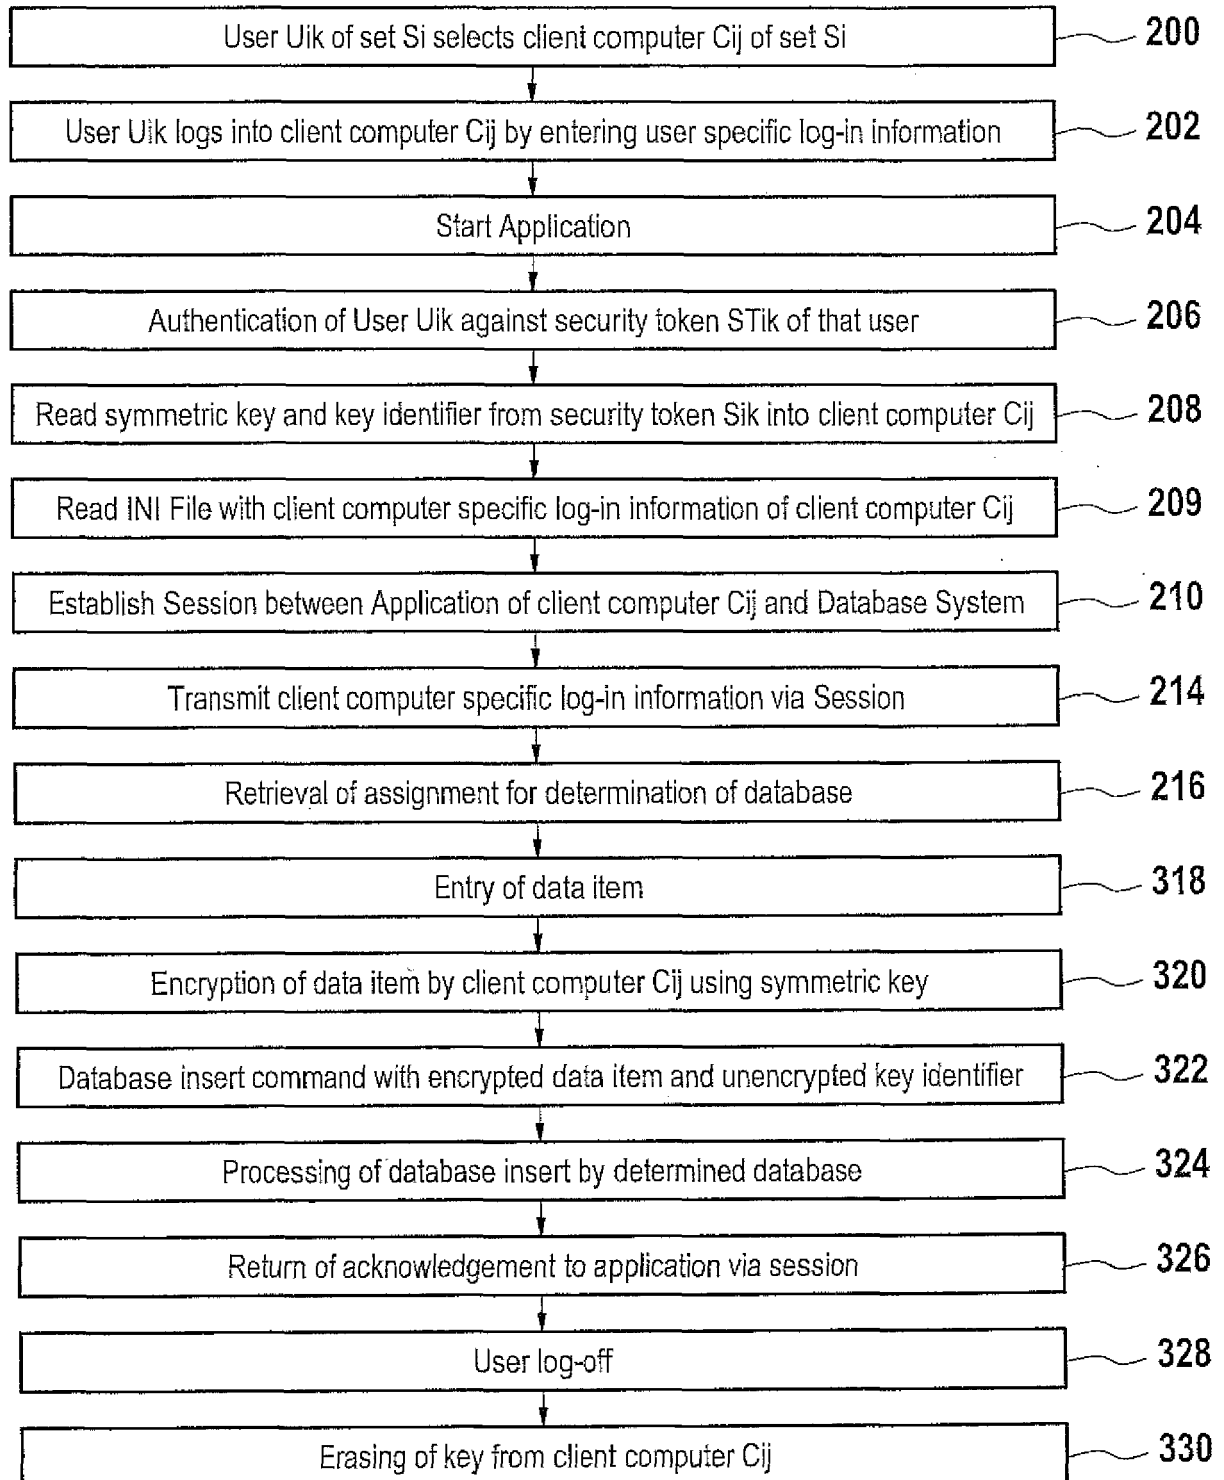 User Uik of set Si selects client computer Cij of set Si 200
User Uik logs into client computer Cij by entering user specific log-in information 202
Start Application 204
Authentication of User Uik against security token STik of that user 206
Read symmetric key and key identifier from security token Sik into client computer Cij 208
Read INI File with client computer specific log-in information of client computer Cij 209
Establish Session between Application of client computer Cij and Database System 210
Transmit client computer specific log-in information via Session 214
Retrieval of assignment for determination of database 216
Entry of data item 318
Encryption of data item by client computer Cij using symmetric key 320
Database insert command with encrypted data item and unencrypted key identifier 322
Processing of database insert by determined database 324
Return of acknowledgement to application via session 326
User log-off 328
Erasing of key from client computer Cij 330